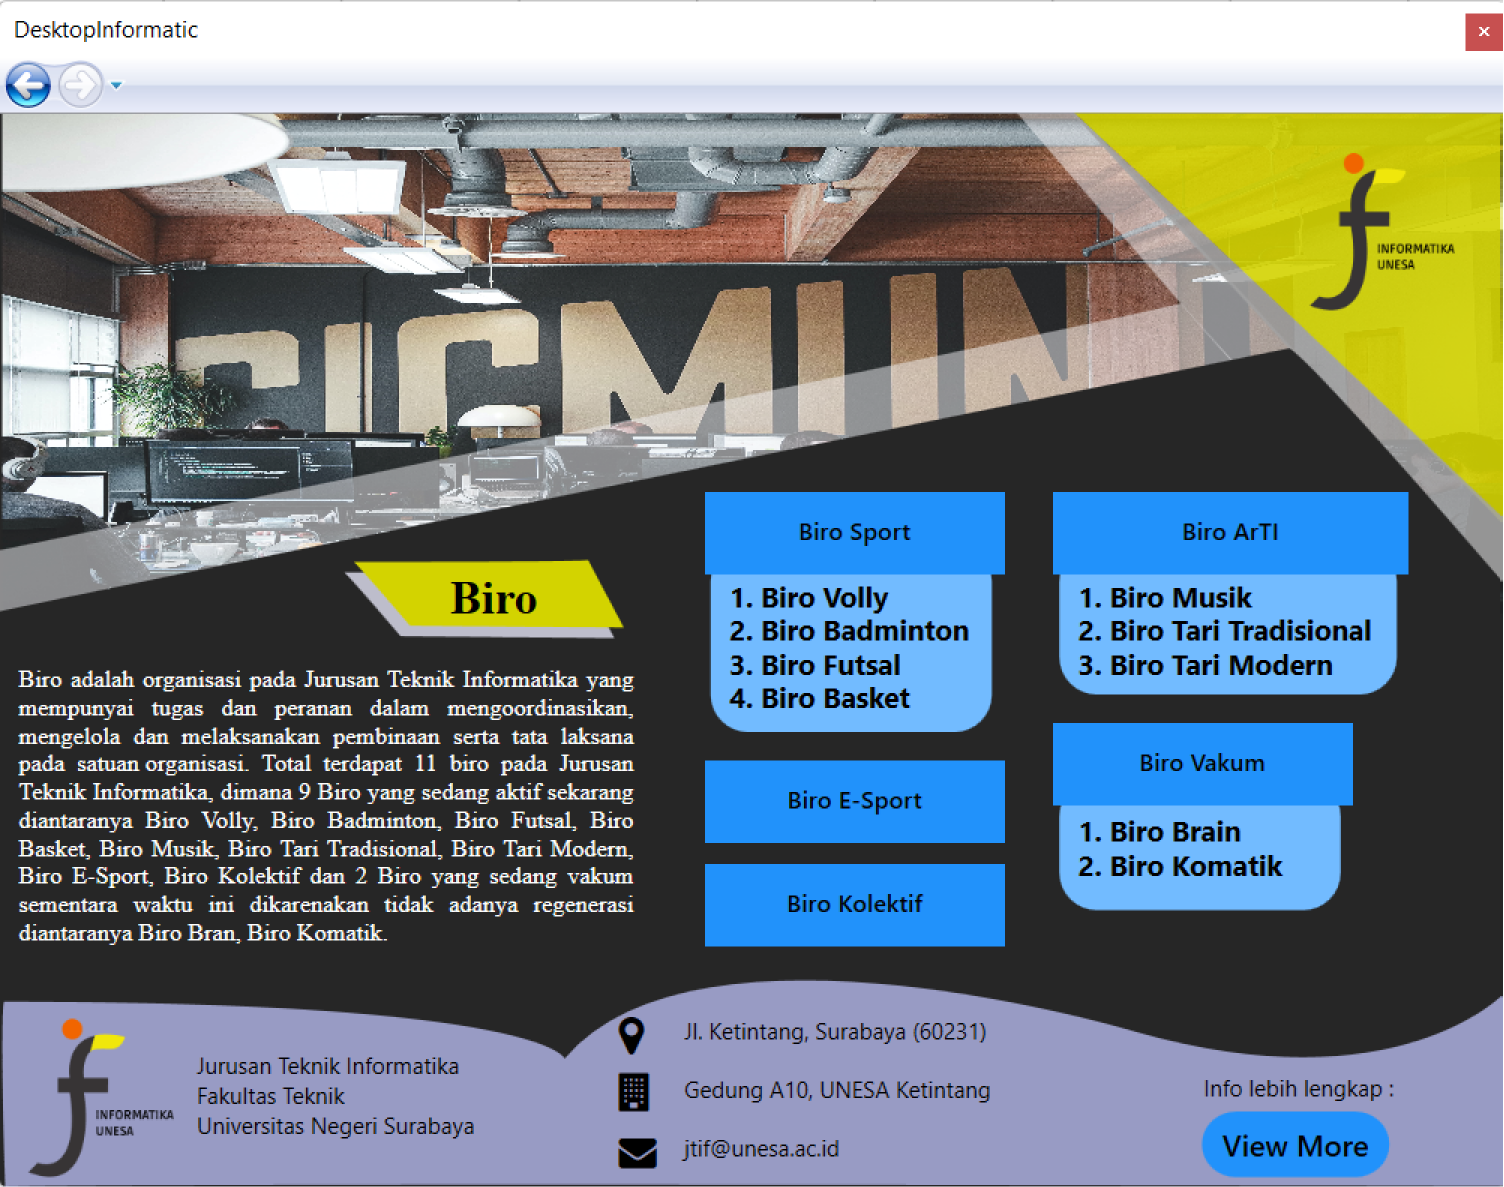 DesktopInformatic
INFORMATIKA
UNESA
Biro
Biro adalah organisasi pada Jurusan Teknik Informatika yang
mempunyai tugas dan peranan dalam mengoordinasikan,
mengelola dan melaksanakan pembinaan serta tata laksana
pada satuan organisasi. Total terdapat 11 biro pada Jurusan
Teknik Informatika, dimana 9 Biro yang sedang aktif sekarang
diantaranya Biro Volly, Biro Badminton, Biro Futsal, Biro
Basket, Biro Musik, Biro Tari Tradisional, Biro Tari Modern,
Biro E-Sport, Biro Kolektif dan 2 Biro yang sedang vakum
sementara waktu ini dikarenakan tidak adanya regenerasi
diantaranya Biro Bran, Biro Komatik.
Biro Sport
1. Biro Volly
2. Biro Badminton
3. Biro Futsal
4. Biro Basket
Biro E-Sport
Biro Kolektif
Biro ArTI
1. Biro Musik
2. Biro Tari Tradisional
3. Biro Tari Modern
Biro Vakum
1. Biro Brain
2. Biro Komatik
INFORMATIKA
UNESA
Jurusan Teknik Informatika
Fakultas Teknik
Universitas Negeri Surabaya
Jl. Ketintang, Surabaya (60231)
Gedung A10, UNESA Ketintang
jtif@unesa.ac.id
Info lebih lengkap :
View More